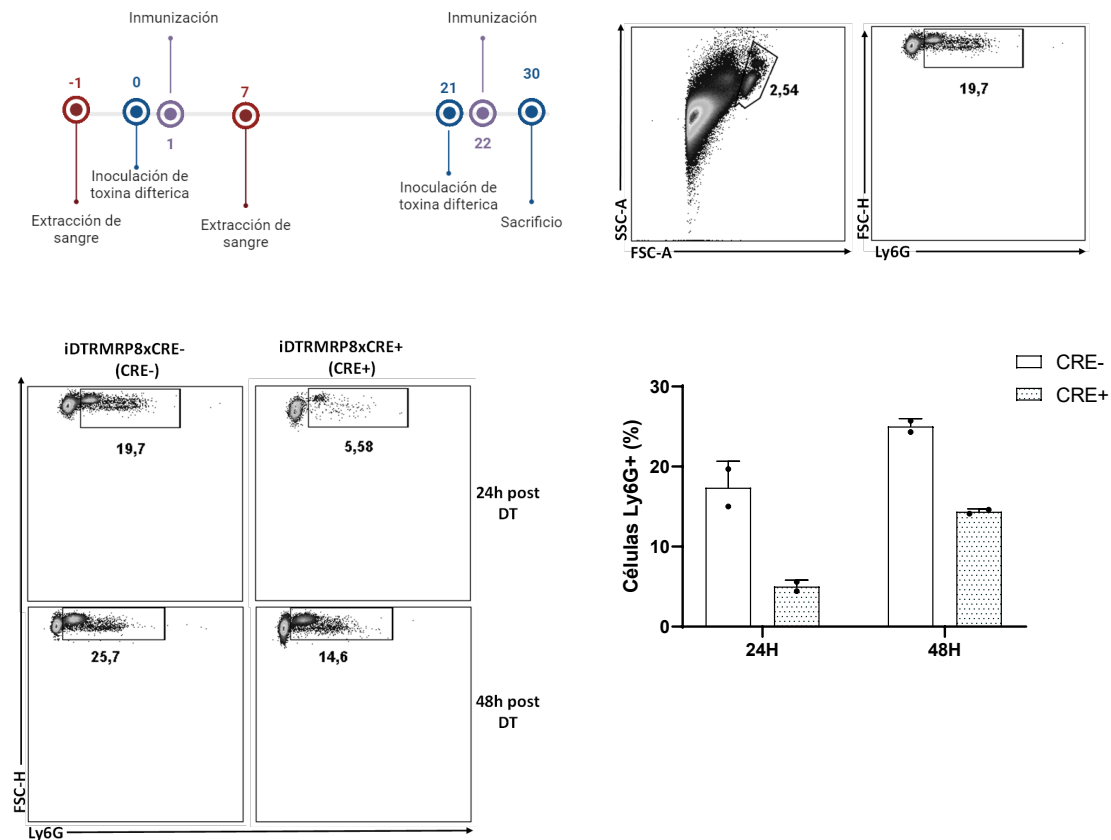 Inmunización
Inmunización
-1
0
1
7
21
22
30
Inoculación de
toxina difterica
Extracción de
sangre
Extracción de
sangre
Inoculación de
toxina difterica
Sacrificio
SSC-A
FSC-A
2,54
FSC-H
Ly6G
19,7
iDTRMRP8xCRE-
(CRE-)
iDTRMRP8xCRE+
(CRE+)
19,7
5,58
24h post
DT
25,7
14,6
48h post
DT
FSC-H
Ly6G
CRE-
CRE+
Células Ly6G+ (%)
30
20
10
0
24H
48H